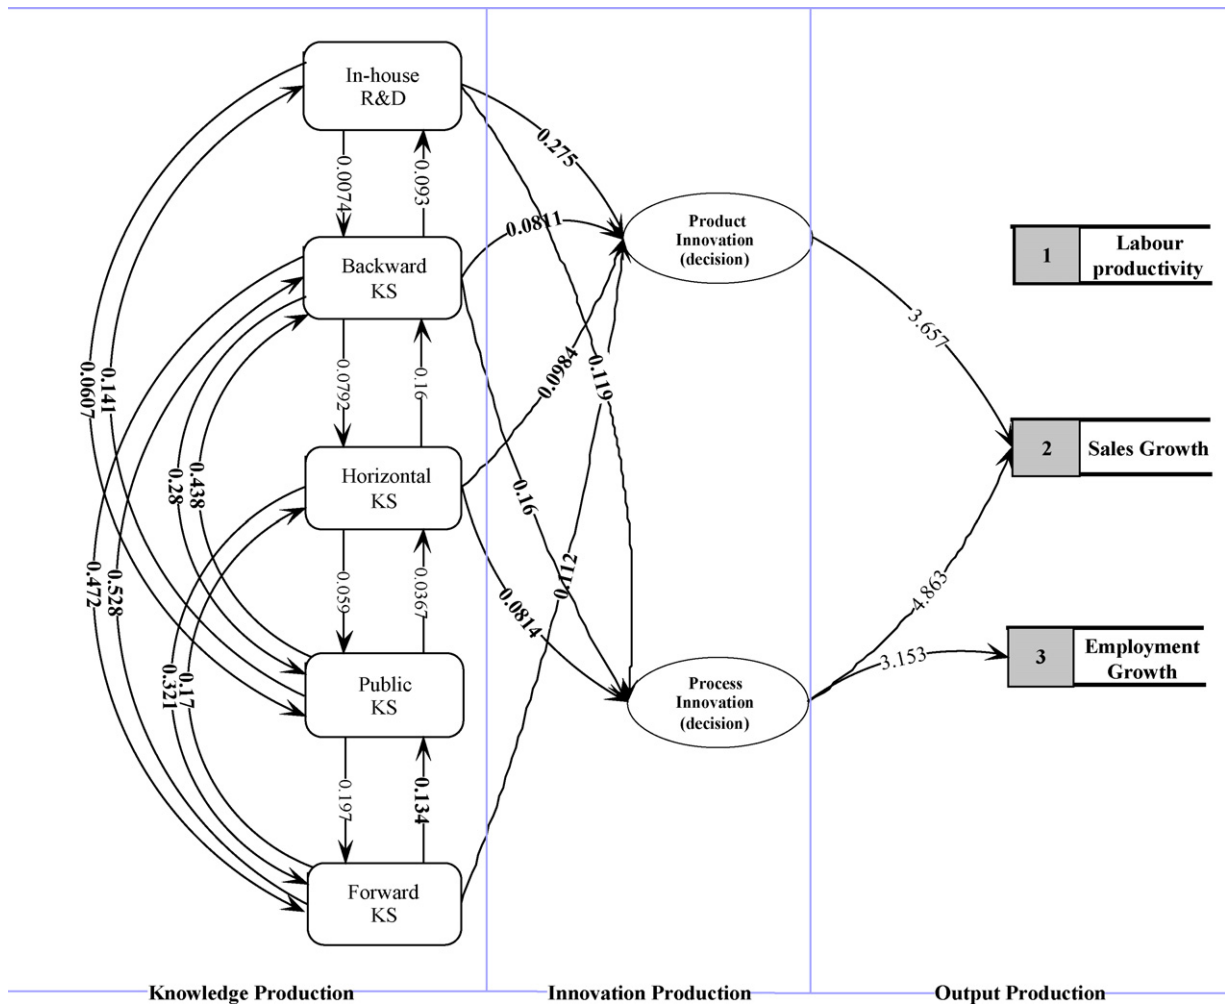 In-house
R&D
0.275
0.0074
0.093
Product
Innovation
(decision)
0.0811
Backward
KS
1
Labour
productivity
3.657
0.141
0.0607
0.0792
0.16
0.0984
0.119
2
Sales Growth
Horizontal
KS
0.438
0.28
0.16
0.472
0.528
0.059
0.0367
0.112
0.0814
4.863
3.153
3
Employment
Growth
0.17
0.321
Public
KS
Process
Innovation
(decision)
0.197
0.134
Forward
KS
Knowledge Production
Innovation Production
Output Production